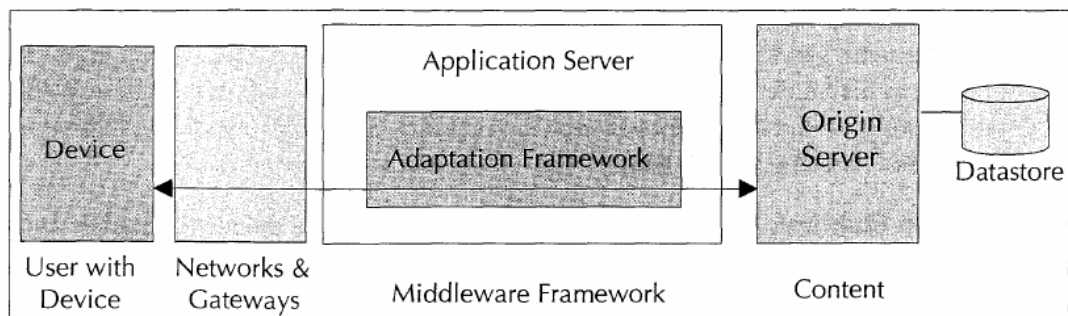 Device
Application Server
Adaptation Framework
Origin
Server
Datastore
User with
Device
Networks &
Gateways
Middleware Framework
Content